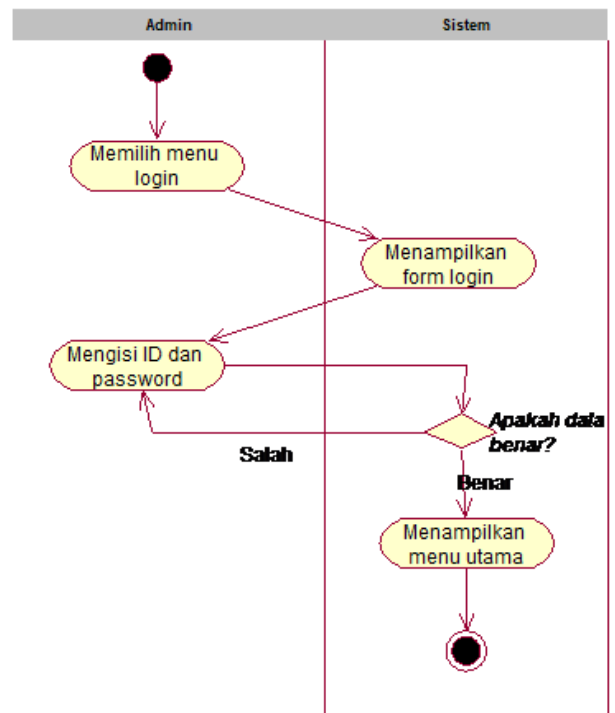 Admin
Sistem
Memilih menu
login
Menampilkan
form login
Mengisi ID dan
password
Apakah data
benar?
Salah
Benar
Menampilkan
menu utama